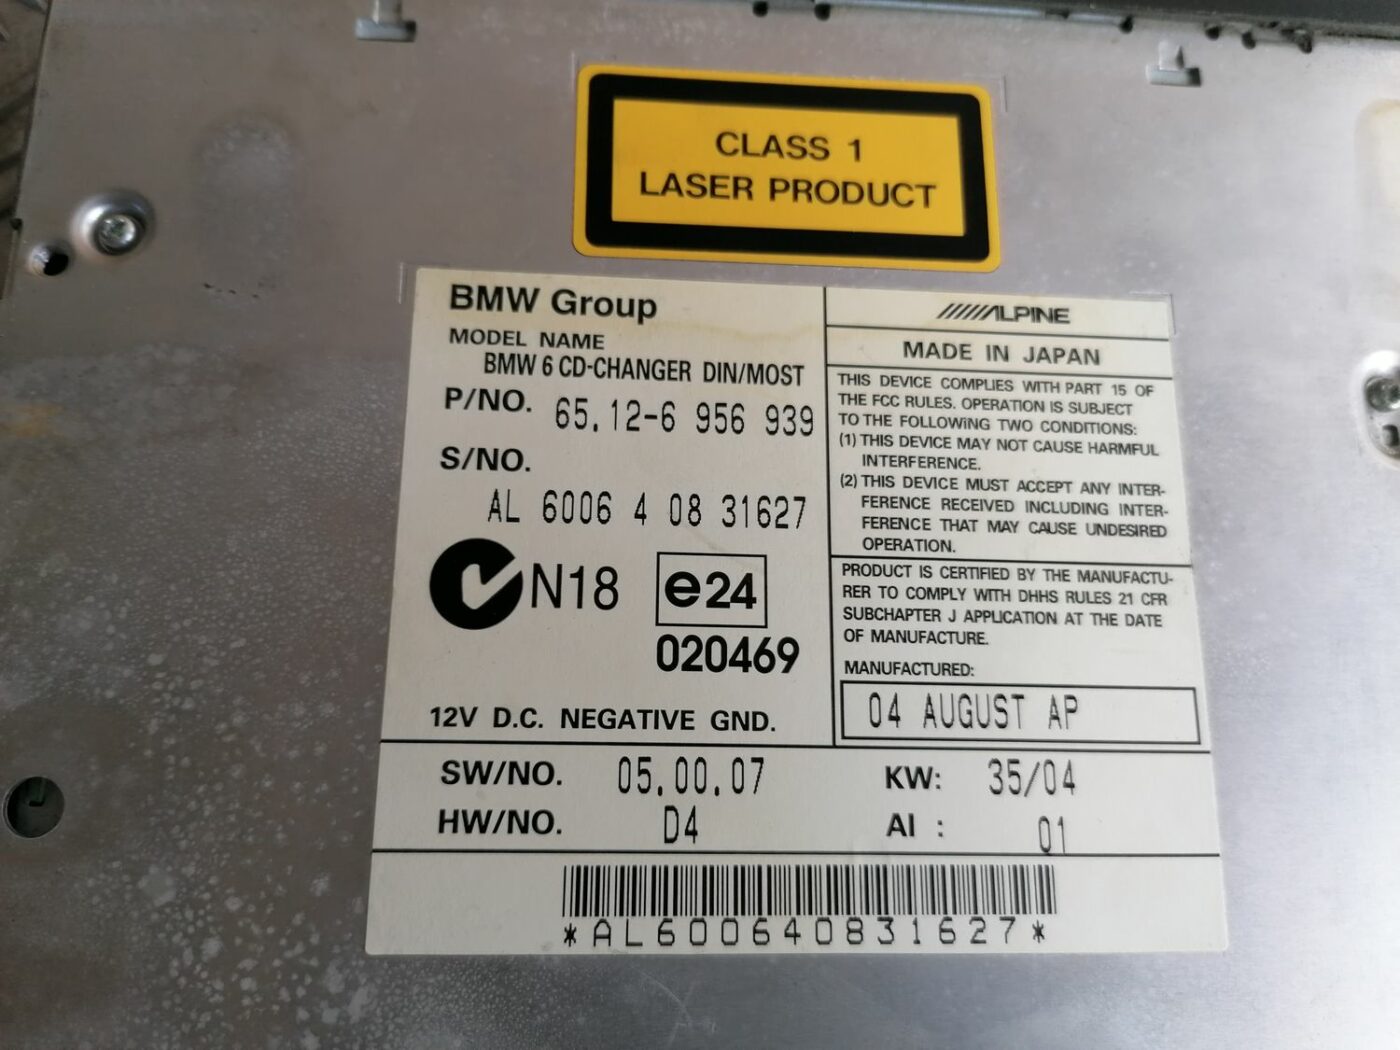 CLASS 1
LASER PRODUCT
BMW Group
MODEL NAME
BMW 6 CD-CHANGER DIN/MOST
P/NO. 65.12-6 956 939
S/NO.
AL 6006 4 08 31627
N18 e24
020469
12V D.C. NEGATIVE GND.
ALPINE
MADE IN JAPAN
THIS DEVICE COMPLIES WITH PART 15 OF
THE FCC RULES. OPERATION IS SUBJECT
TO THE FOLLOWING TWO CONDITIONS:
(1) THIS DEVICE MAY NOT CAUSE HARMFUL
INTERFERENCE.
(2) THIS DEVICE MUST ACCEPT ANY INTER-
FERENCE RECEIVED INCLUDING INTER-
FERENCE THAT MAY CAUSE UNDESIRED
OPERATION.
PRODUCT IS CERTIFIED BY THE MANUFACTU-
RER TO COMPLY WITH DHHS RULES 21 CFR
SUBCHAPTER J APPLICATION AT THE DATE
OF MANUFACTURE.
MANUFACTURED:
04 AUGUST AP
SW/NO. 05.00.07 KW: 35/04
HW/NO. D4 AI : 01
*AL600640831627*